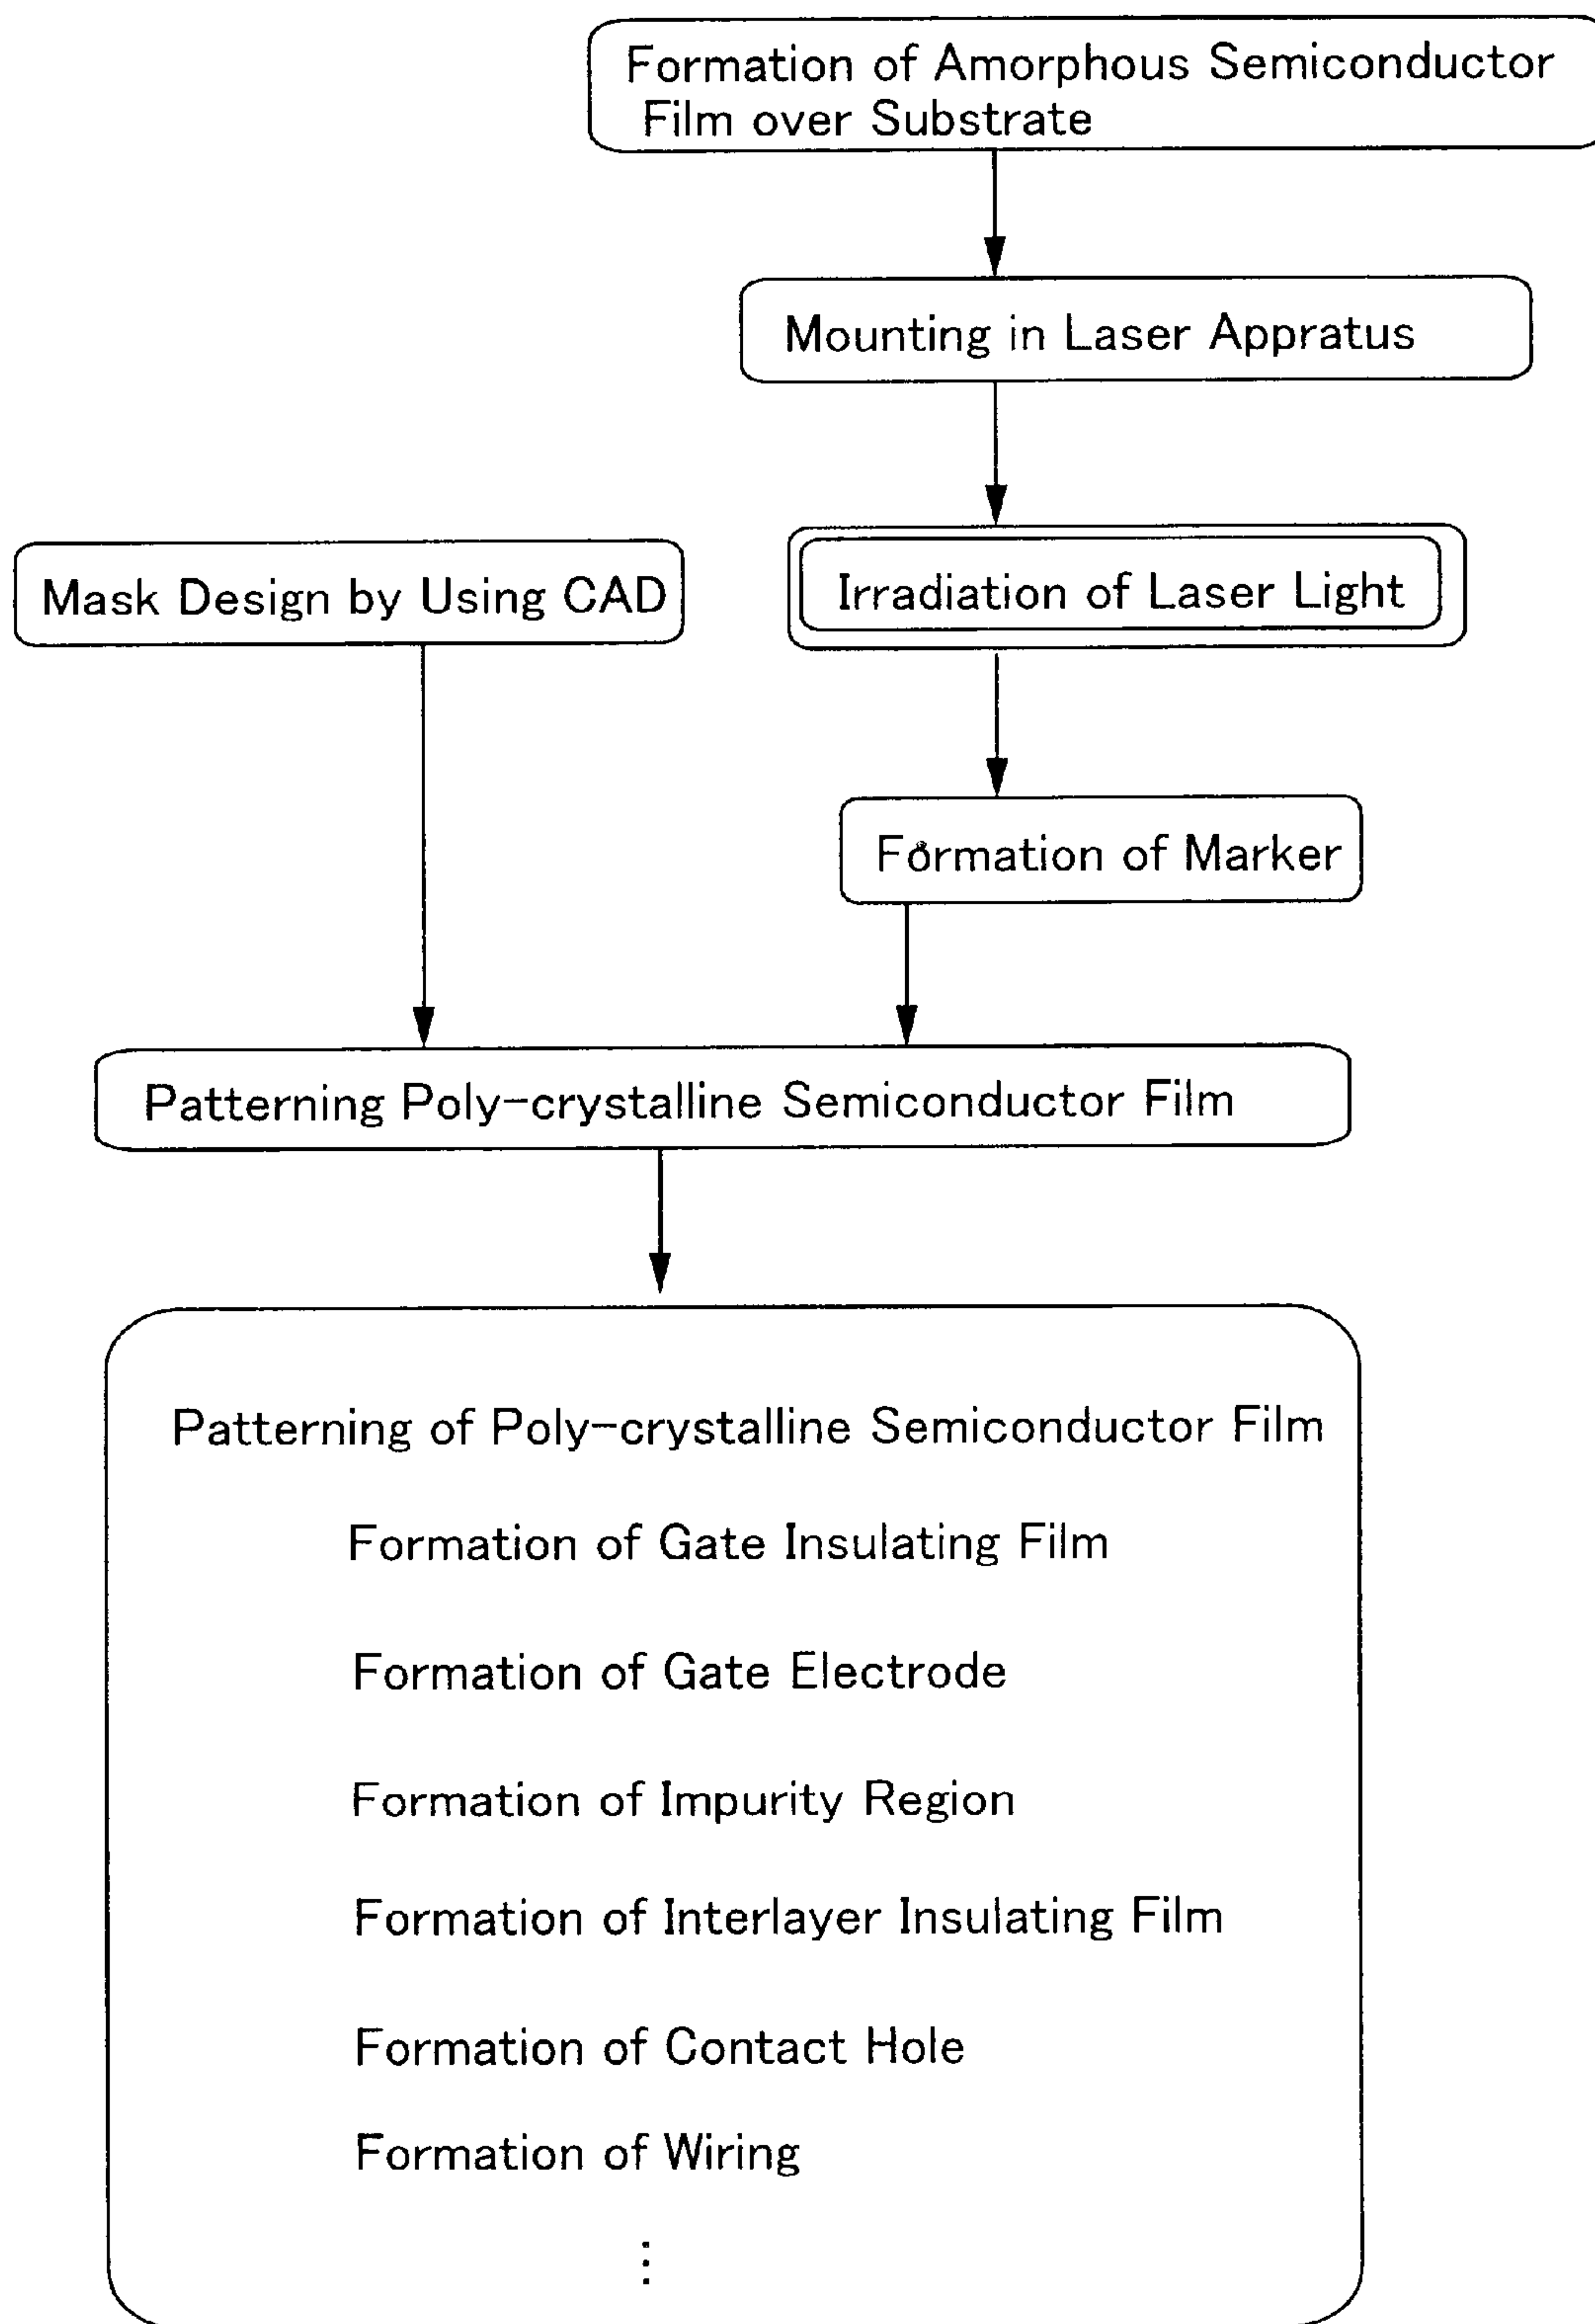 Formation of Amorphous Semiconductor
Film over Substrate
Mounting in Laser Appratus
Mask Design by Using CAD
Irradiation of Laser Light
Formation of Marker
Patterning Poly-crystalline Semiconductor Film
Patterning of Poly-crystalline Semiconductor Film
Formation of Gate Insulating Film
Formation of Gate Electrode
Formation of Impurity Region
Formation of Interlayer Insulating Film
Formation of Contact Hole
Formation of Wiring
⋮